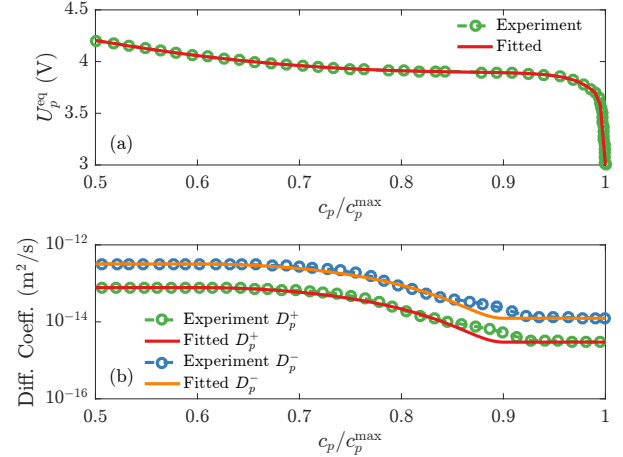 4.5
4
3.5
3
U_p^eq (V)
Experiment
Fitted
(a)
0.5 0.6 0.7 0.8 0.9 1
c_p/c_p^max
10^−12
10^−14
10^−16
Diff. Coeff. (m^2/s)
Experiment D_p^+
Fitted D_p^+
Experiment D_p^−
Fitted D_p^−
(b)
0.5 0.6 0.7 0.8 0.9 1
c_p/c_p^max